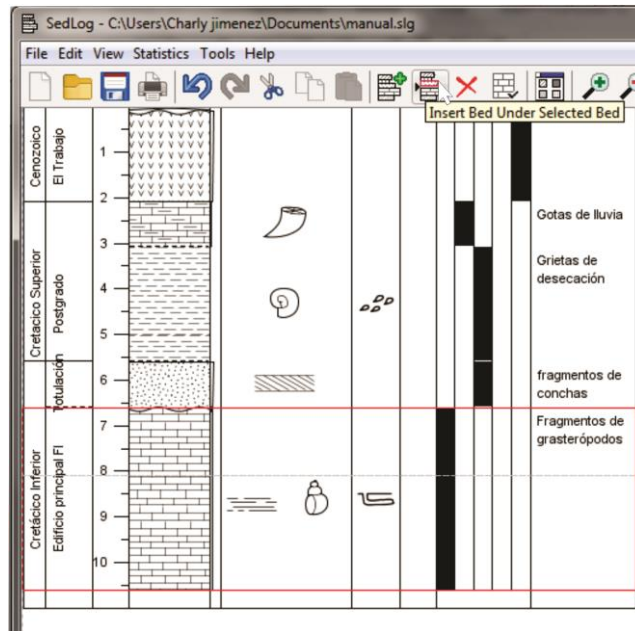 SedLog - C:\Users\Charly jimenez\Documents\manual.slg
File Edit View Statistics Tools Help
Insert Bed Under Selected Bed
Cenozoico
El Trabajo
1
2
Gotas de lluvia
3
Grietas de
desecación
Cretacico Superior
Postgrado
4
5
Totulación
6
fragmentos de
conchas
7
Fragmentos de
grasterópodos
Cretácico Inferior
Edificio principal FI
8
9
10